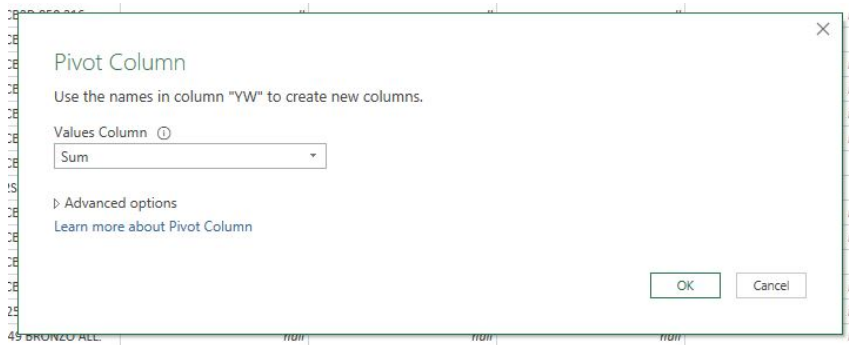 Pivot Column
Use the names in column "YW" to create new columns.
Values Column
Sum
Advanced options
Learn more about Pivot Column
OK Cancel
49 BRONZO ALL. null null null